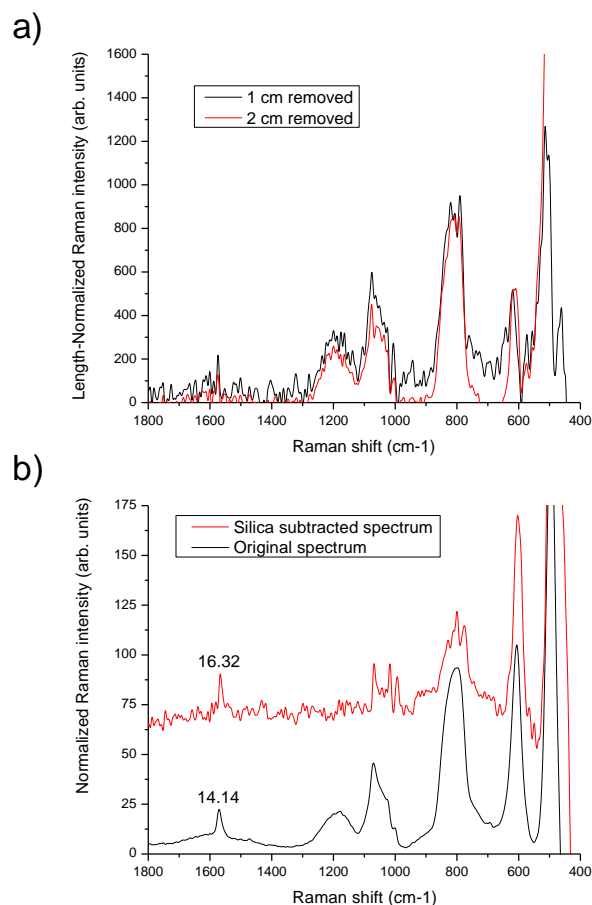 a)
1 cm removed
2 cm removed
Length-Normalized Raman intensity (arb. units)
1600
1400
1200
1000
800
600
400
200
0
1800 1600 1400 1200 1000 800 600 400
Raman shift (cm-1)
b)
Silica subtracted spectrum
Original spectrum
Normalized Raman intensity (arb. units)
175
150
125
100
75
50
25
0
16.32
14.14
1800 1600 1400 1200 1000 800 600 400
Raman shift (cm-1)